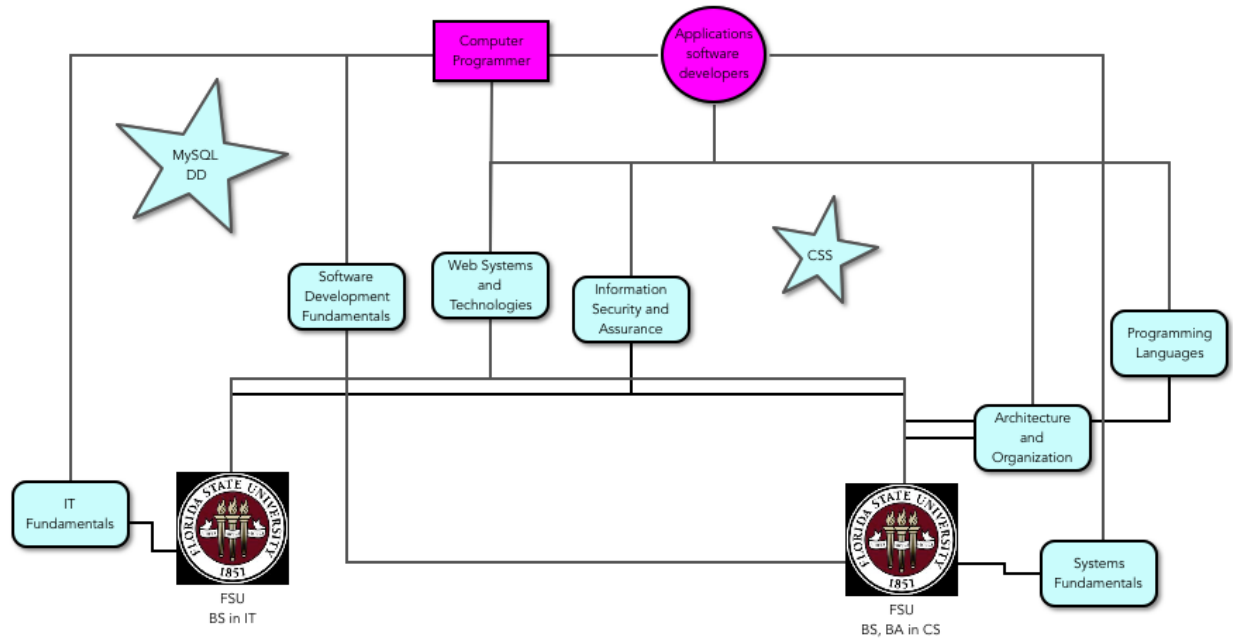 Computer
Programmer
Applications
software
developers
MySQL
DD
CSS
Software
Development
Fundamentals
Web Systems
and
Technologies
Information
Security and
Assurance
Programming
Languages
Architecture
and
Organization
IT
Fundamentals
FLORIDA STATE UNIVERSITY
1851
FSU
BS in IT
FLORIDA STATE UNIVERSITY
1851
FSU
BS, BA in CS
Systems
Fundamentals